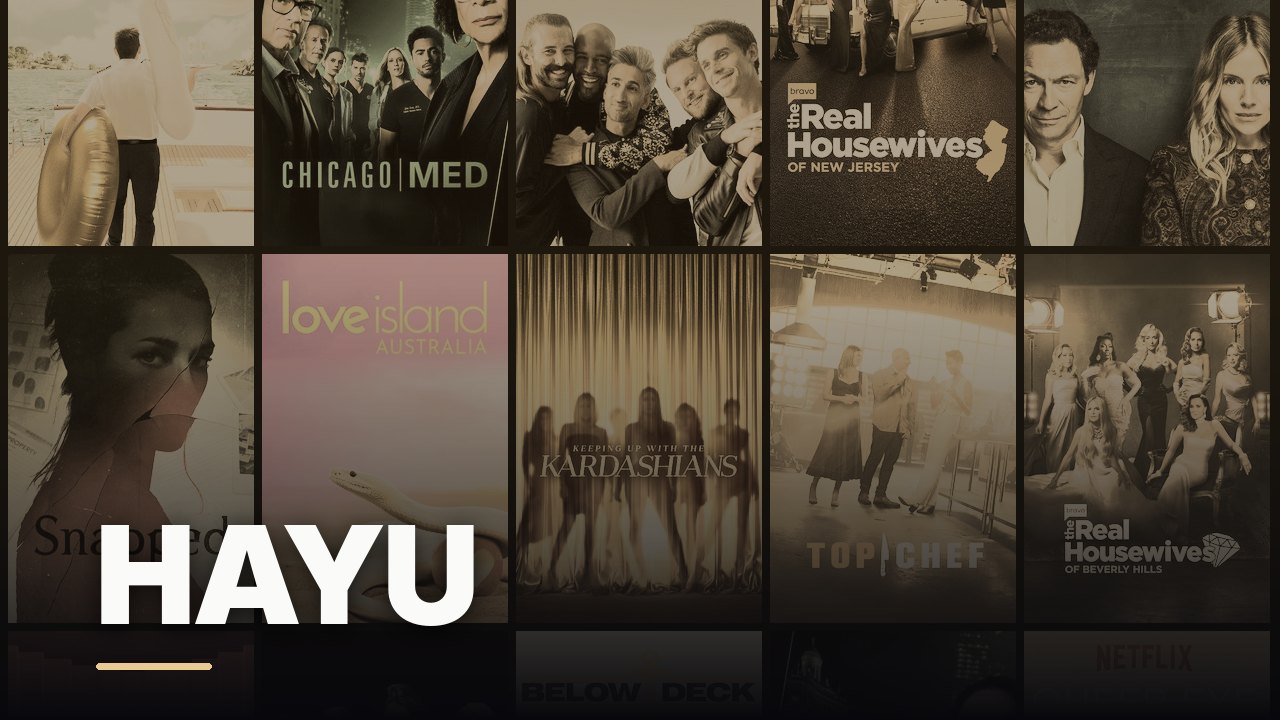 CHICAGO | MED
bravo
the Real
Housewives
OF NEW JERSEY
Snapped
love island
AUSTRALIA
KEEPING UP WITH THE
KARDASHIANS
TOP CHEF
bravo
the Real
Housewives
OF BEVERLY HILLS
HAYU
BELOW DECK
NETFLIX